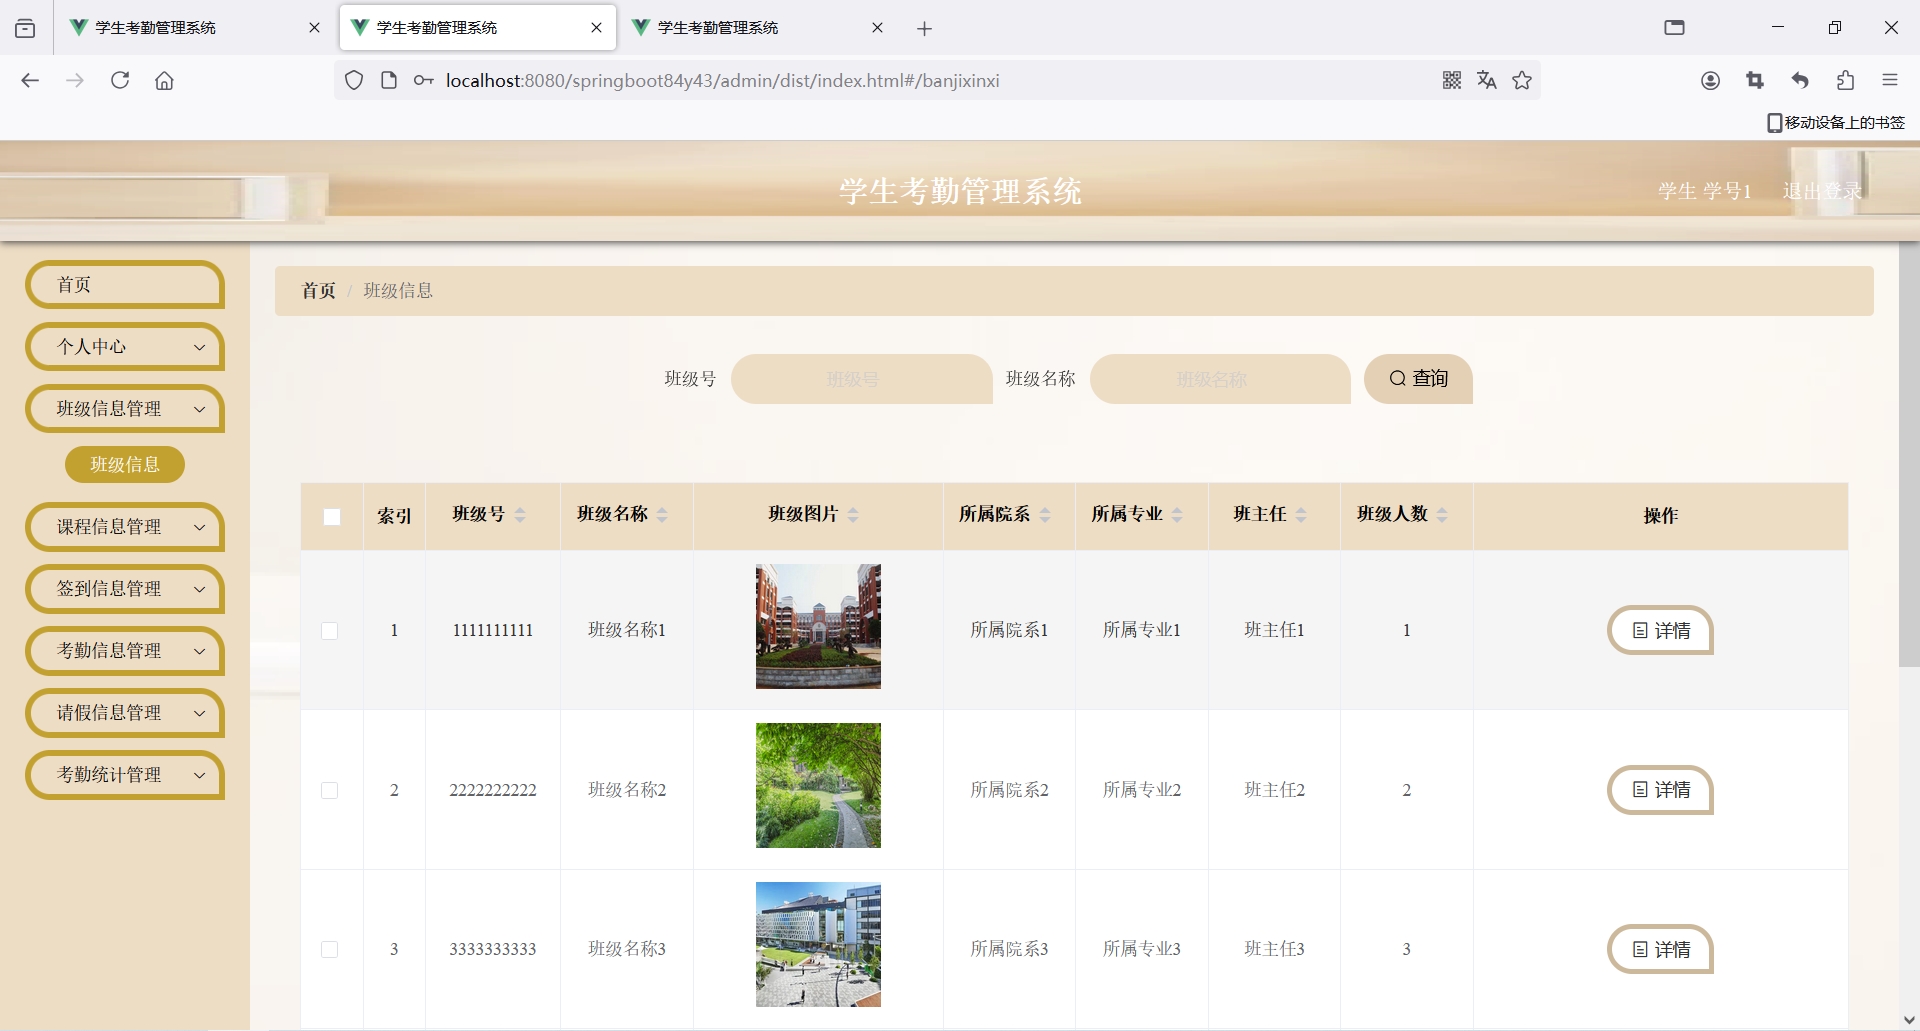 学生考勤管理系统
学生考勤管理系统
学生考勤管理系统
localhost:8080/springboot84y43/admin/dist/index.html#/banjixinxi
移动设备上的书签
学生考勤管理系统
学生 学号1
退出登录
首页
个人中心
班级信息管理
班级信息
课程信息管理
签到信息管理
考勤信息管理
请假信息管理
考勤统计管理
首页 / 班级信息
班级号 班级号 班级名称 班级名称 查询
索引 班级号 班级名称 班级图片 所属院系 所属专业 班主任 班级人数 操作
1 1111111111 班级名称1 所属院系1 所属专业1 班主任1 1 详情
2 2222222222 班级名称2 所属院系2 所属专业2 班主任2 2 详情
3 3333333333 班级名称3 所属院系3 所属专业3 班主任3 3 详情